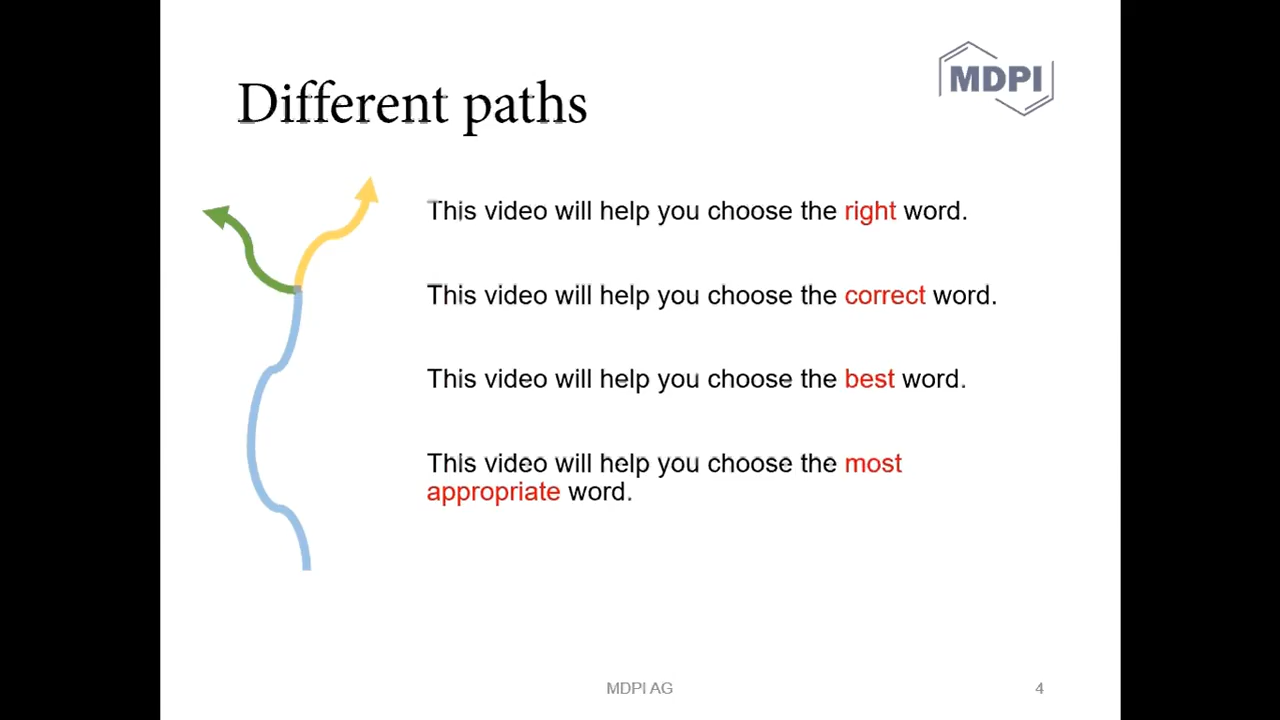 MDPI
Different paths
This video will help you choose the right word.
This video will help you choose the correct word.
This video will help you choose the best word.
This video will help you choose the most
appropriate word.
MDPI AG
4